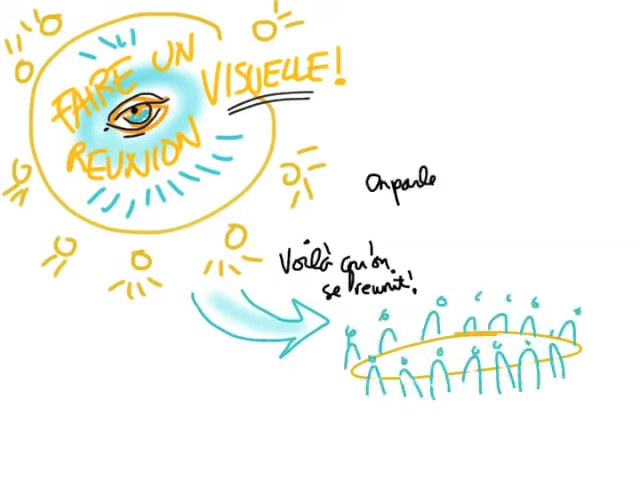 FAIRE UN
VISUELLE!
REUNION
On parle
Voilà qu'on
se réunit!